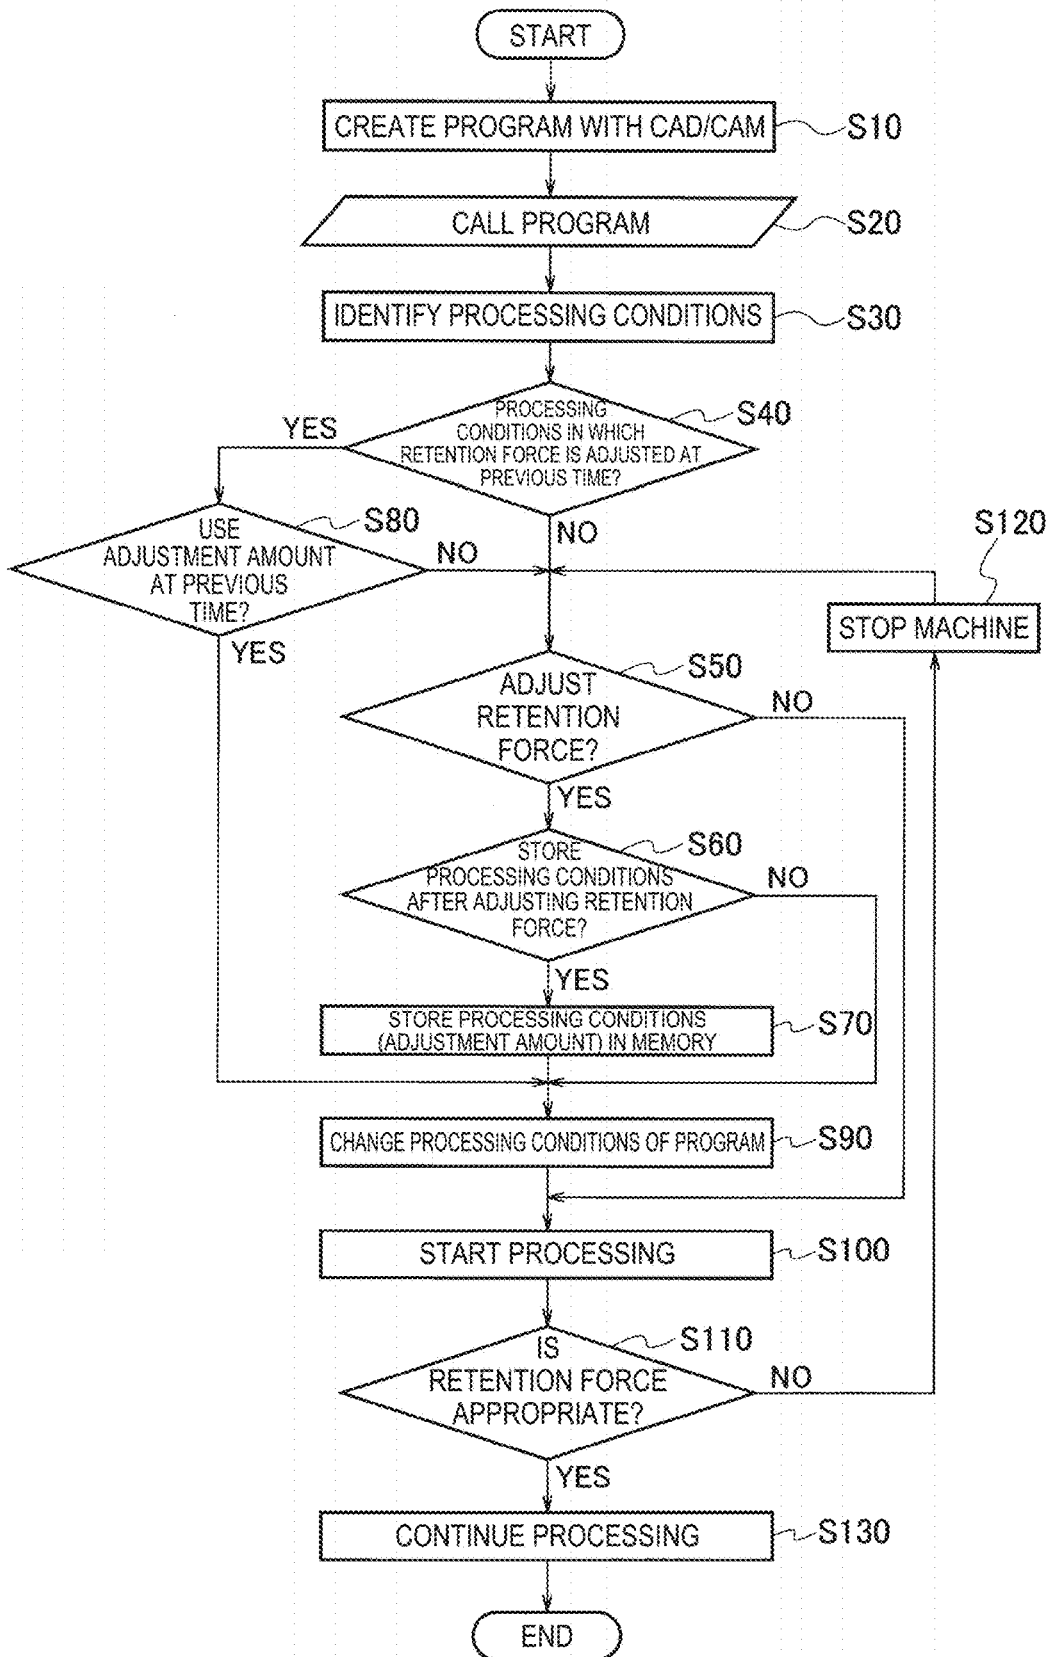 START
CREATE PROGRAM WITH CAD/CAM
S10
CALL PROGRAM
S20
IDENTIFY PROCESSING CONDITIONS
S30
PROCESSING
CONDITIONS IN WHICH
RETENTION FORCE IS ADJUSTED AT
PREVIOUS TIME?
S40
YES
NO
USE
ADJUSTMENT AMOUNT
AT PREVIOUS
TIME?
S80
NO
YES
S120
STOP MACHINE
ADJUST
RETENTION
FORCE?
S50
NO
YES
STORE
PROCESSING CONDITIONS
AFTER ADJUSTING RETENTION
FORCE?
S60
NO
YES
STORE PROCESSING CONDITIONS
(ADJUSTMENT AMOUNT) IN MEMORY
S70
CHANGE PROCESSING CONDITIONS OF PROGRAM
S90
START PROCESSING
S100
IS
RETENTION FORCE
APPROPRIATE?
S110
NO
YES
CONTINUE PROCESSING
S130
END